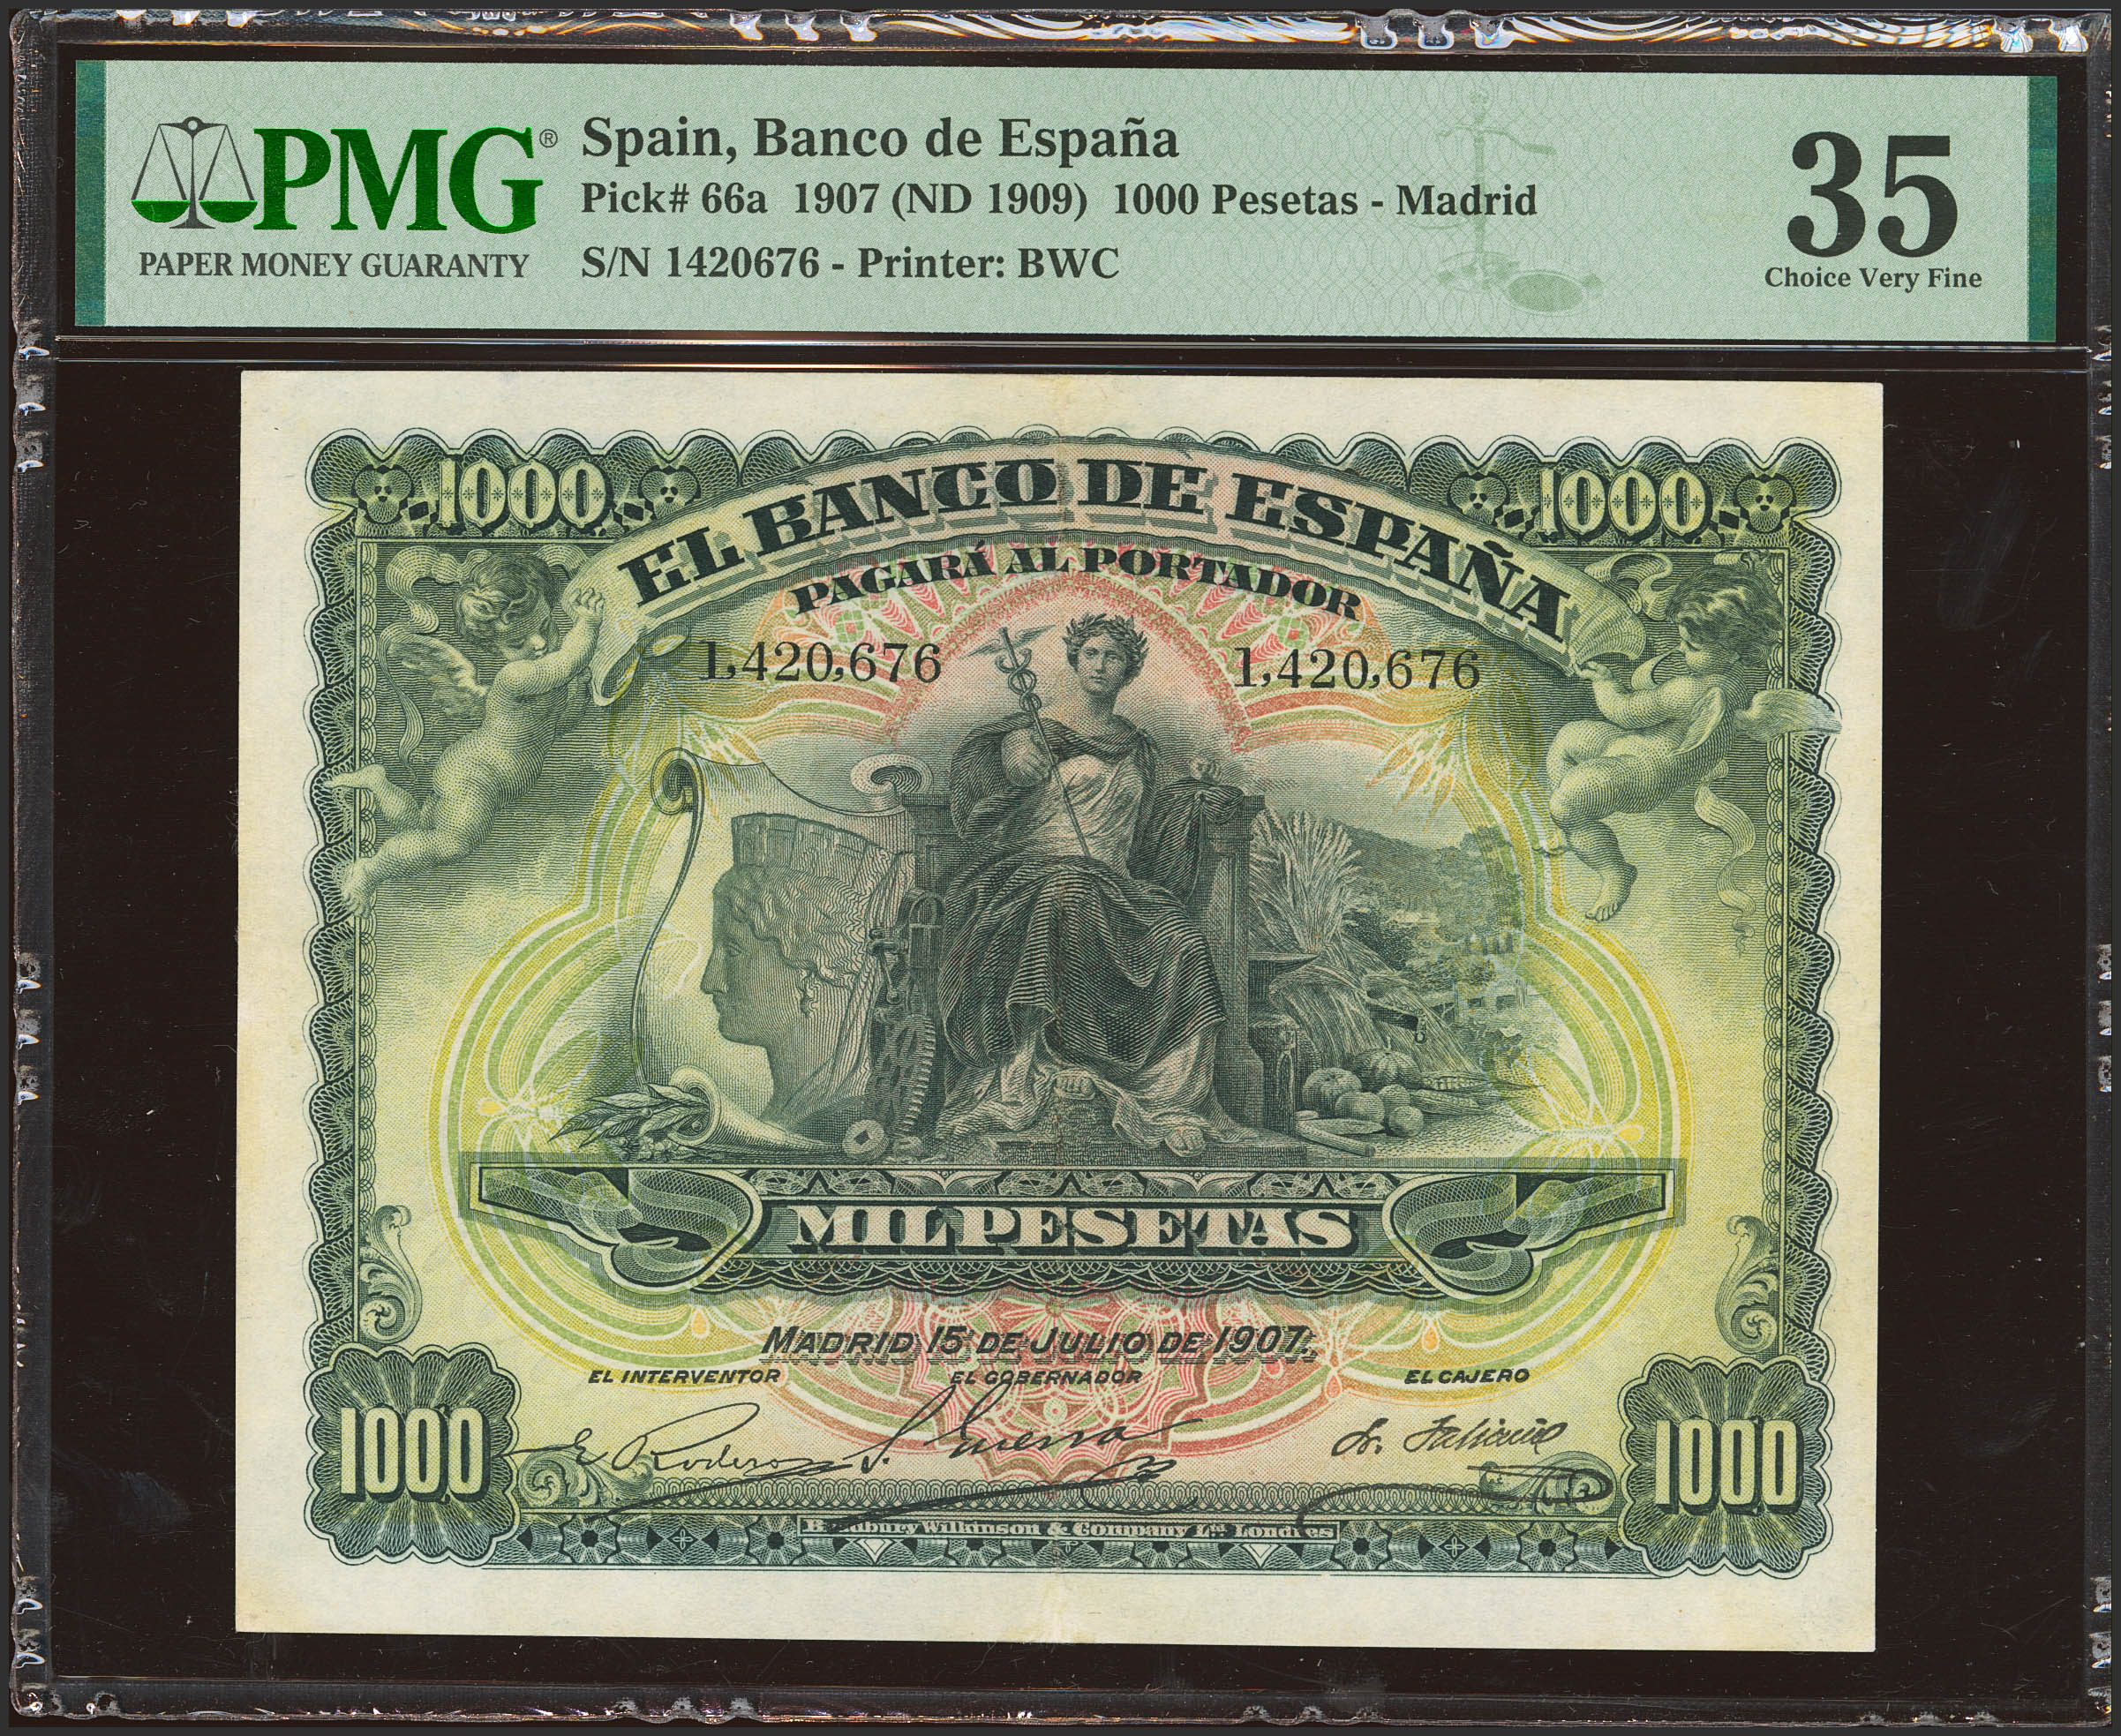 PMG®
PAPER MONEY GUARANTY
Spain, Banco de España
Pick# 66a 1907 (ND 1909) 1000 Pesetas - Madrid
S/N 1420676 - Printer: BWC
35
Choice Very Fine
1000 1000
EL BANCO DE ESPAÑA
PAGARÁ AL PORTADOR
1,420,676 1,420,676
MIL PESETAS
MADRID 15 DE JULIO DE 1907.
EL INTERVENTOR EL GOBERNADOR EL CAJERO
E. Rodero
1000 1000
Bradbury Wilkinson & Company Ltd. Londres